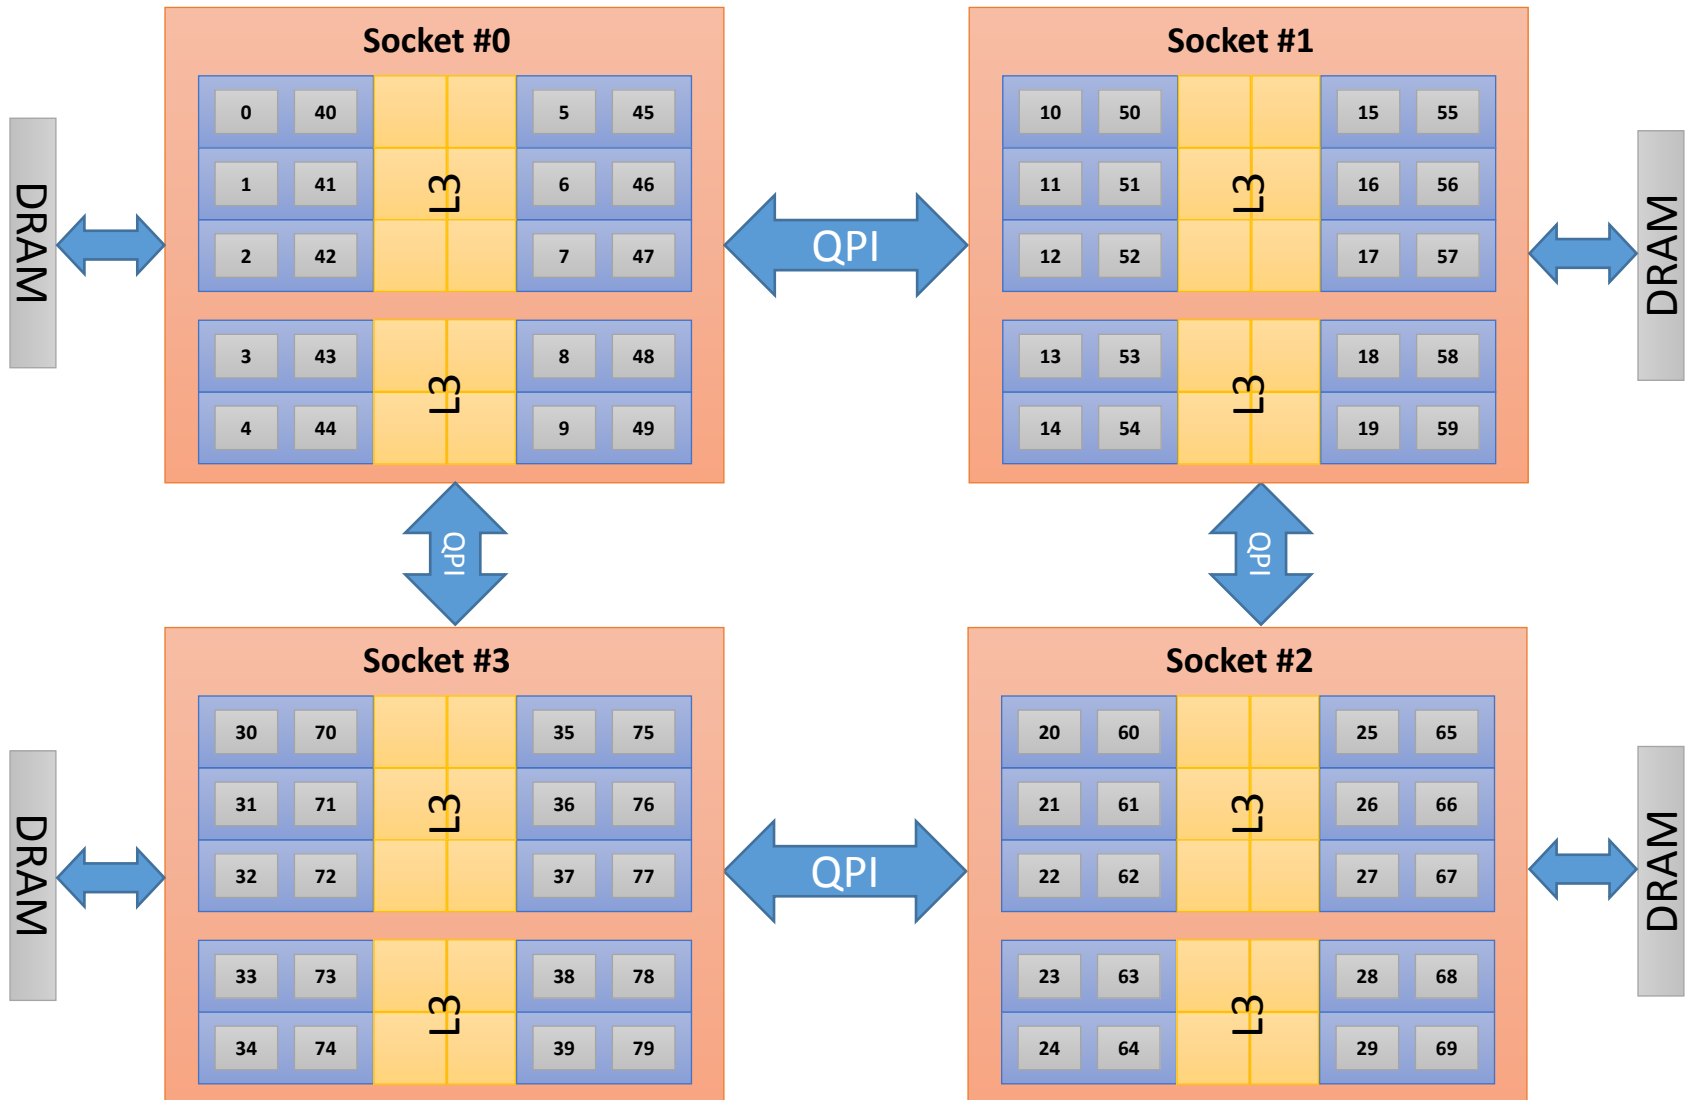 Socket #0
Socket #1
0 40 5 45
10 50 15 55
1 41 L3 6 46
11 51 L3 16 56
2 42 7 47
12 52 17 57
DRAM
QPI
DRAM
3 43 8 48
13 53 18 58
L3
L3
4 44 9 49
14 54 19 59
QPI
QPI
Socket #3
Socket #2
30 70 35 75
20 60 25 65
31 71 L3 36 76
21 61 L3 26 66
32 72 37 77
22 62 27 67
DRAM
QPI
DRAM
33 73 38 78
23 63 28 68
L3
L3
34 74 39 79
24 64 29 69